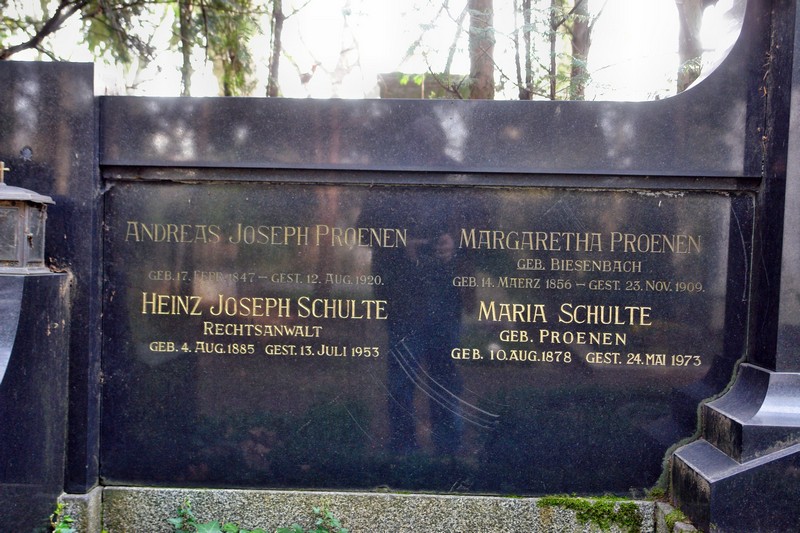 ANDREAS JOSEPH PROENEN
GEB. 17. FEBR. 1847 — GEST. 12. AUG. 1920.
HEINZ JOSEPH SCHULTE
RECHTSANWALT
GEB. 4. AUG. 1885 GEST. 13. JULI 1953
MARGARETHA PROENEN
GEB. BIESENBACH
GEB. 14. MAERZ 1856 — GEST. 23. NOV. 1909.
MARIA SCHULTE
GEB. PROENEN
GEB. 10. AUG. 1878 GEST. 24. MAI 1973